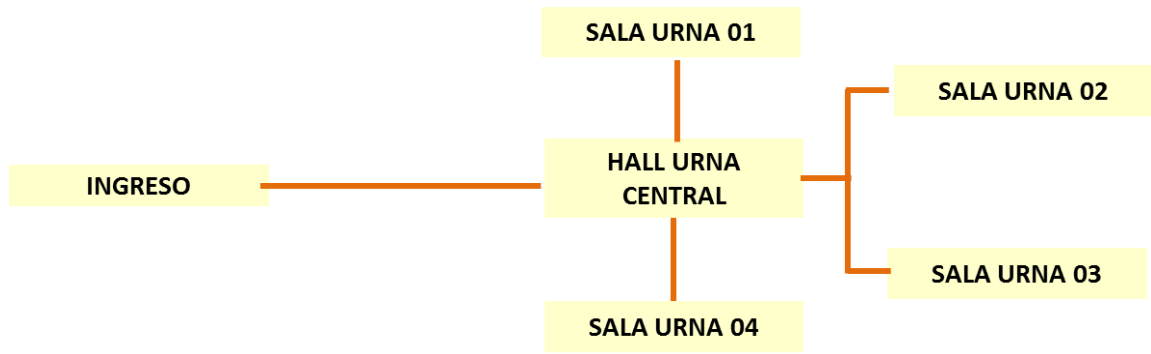 SALA URNA 01
SALA URNA 02
HALL URNA
CENTRAL
INGRESO
SALA URNA 03
SALA URNA 04